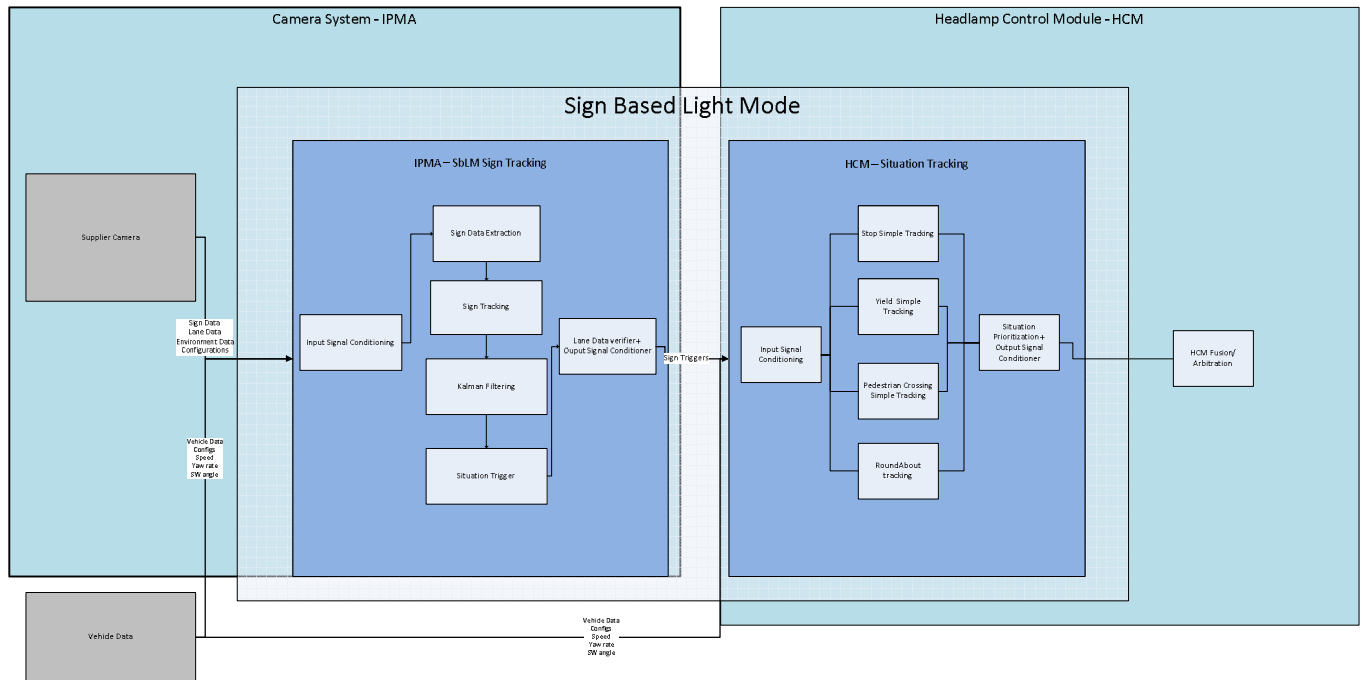 Camera System - IPMA
Headlamp Control Module - HCM
Sign Based Light Mode
IPMA – SbLM Sign Tracking
HCM – Situation Tracking
Supplier Camera
Sign Data
Lane Data
Environment Data
Configurations
Vehicle Data
Configs
Speed
Yaw rate
SW angle
Input Signal Conditioning
Sign Data Extraction
Sign Tracking
Kalman Filtering
Situation Trigger
Lane Data verifier+
Ouput Signal Conditioner
Sign Triggers
Input Signal
Conditioning
Stop Simple Tracking
Yield Simple
Tracking
Pedestrian Crossing
Simple Tracking
RoundAbout
tracking
Situation
Prioritization+
Output Signal
Conditioner
HCM Fusion/
Arbitration
Vehicle Data
Vehicle Data
Configs
Speed
Yaw rate
SW angle